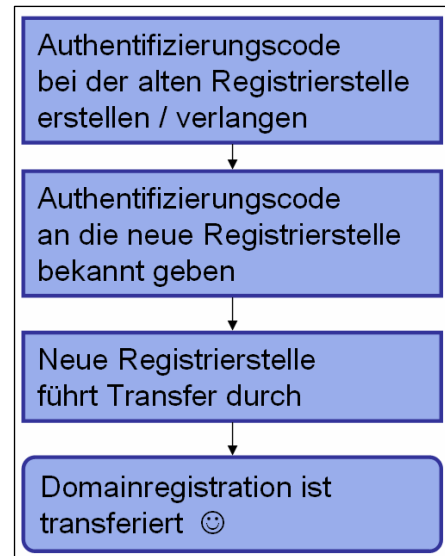 Authentifizierungscode
bei der alten Registrierstelle
erstellen / verlangen
Authentifizierungscode
an die neue Registrierstelle
bekannt geben
Neue Registrierstelle
führt Transfer durch
Domainregistration ist
transferiert ☺